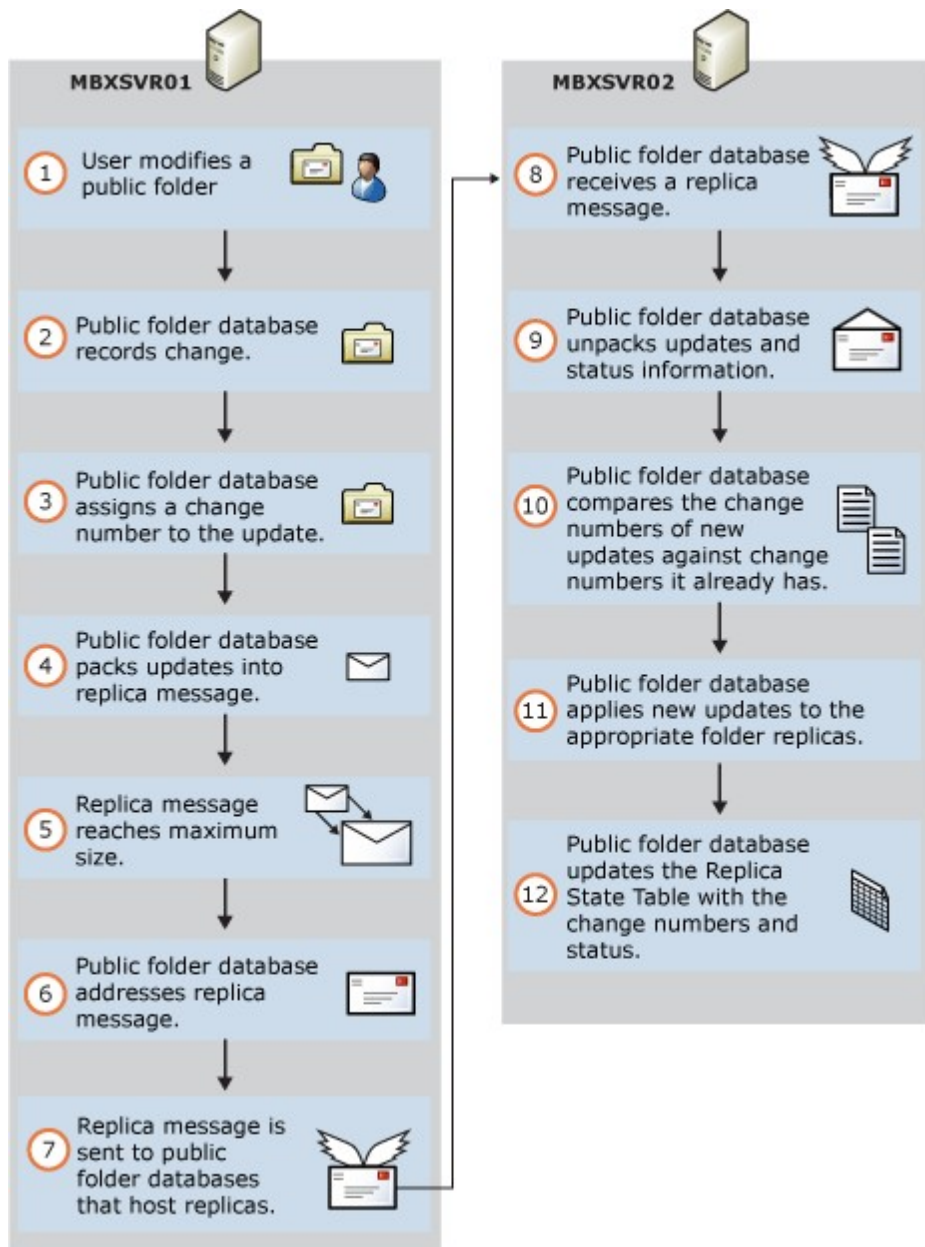 MBXSVR01
1
User modifies a
public folder
2
Public folder database
records change.
3
Public folder database
assigns a change
number to the update.
4
Public folder database
packs updates into
replica message.
5
Replica message
reaches maximum
size.
6
Public folder database
addresses replica
message.
7
Replica message is
sent to public
folder databases
that host replicas.
MBXSVR02
8
Public folder database
receives a replica
message.
9
Public folder database
unpacks updates and
status information.
10
Public folder database
compares the change
numbers of new
updates against change
numbers it already has.
11
Public folder database
applies new updates to the
appropriate folder replicas.
12
Public folder database
updates the Replica
State Table with the
change numbers and
status.